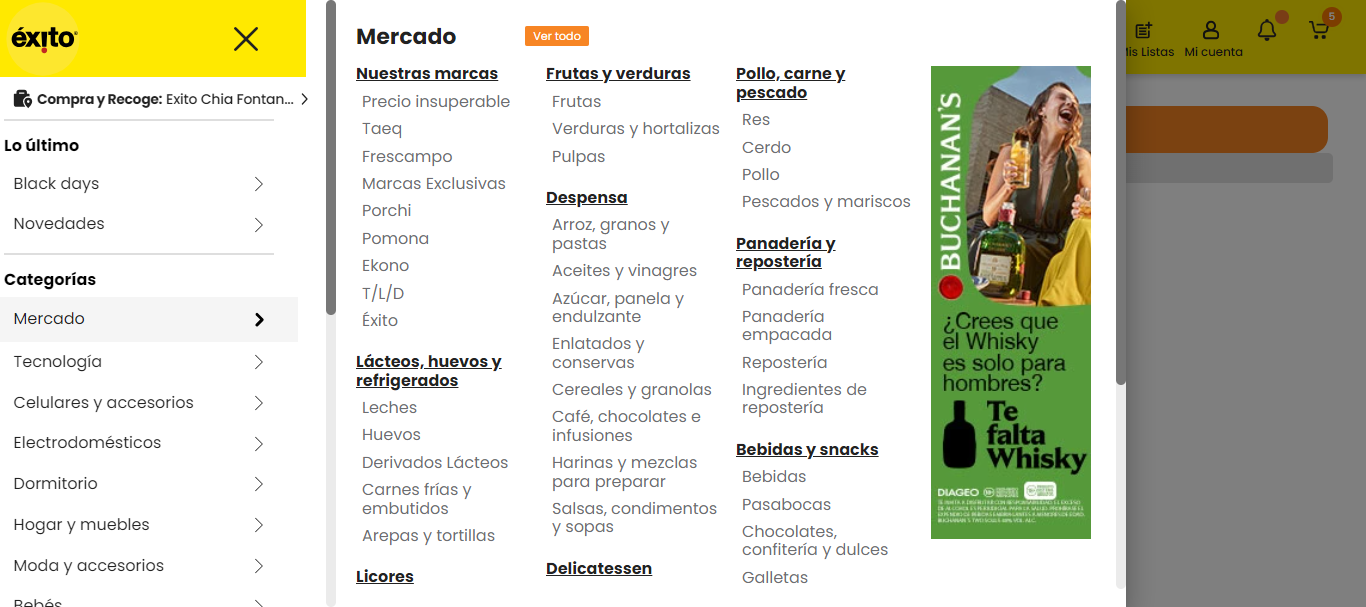 éxito
Compra y Recoge: Exito Chia Fontan...
Lo último
Black days
Novedades
Categorías
Mercado
Tecnología
Celulares y accesorios
Electrodomésticos
Dormitorio
Hogar y muebles
Moda y accesorios
Bebés
Mercado
Ver todo
Nuestras marcas
Precio insuperable
Taeq
Frescampo
Marcas Exclusivas
Porchi
Pomona
Ekono
T/L/D
Éxito
Lácteos, huevos y
refrigerados
Leches
Huevos
Derivados Lácteos
Carnes frías y
embutidos
Arepas y tortillas
Licores
Frutas y verduras
Frutas
Verduras y hortalizas
Pulpas
Despensa
Arroz, granos y
pastas
Aceites y vinagres
Azúcar, panela y
endulzante
Enlatados y
conservas
Cereales y granolas
Café, chocolates e
infusiones
Harinas y mezclas
para preparar
Salsas, condimentos
y sopas
Delicatessen
Pollo, carne y
pescado
Res
Cerdo
Pollo
Pescados y mariscos
Panadería y
repostería
Panadería fresca
Panadería
empacada
Repostería
Ingredientes de
repostería
Bebidas y snacks
Bebidas
Pasabocas
Chocolates,
confitería y dulces
Galletas
BUCHANAN'S
¿Crees que
el Whisky
es solo para
hombres?
Te
falta
Whisky
DIAGEO
Mis Listas
Mi cuenta
5